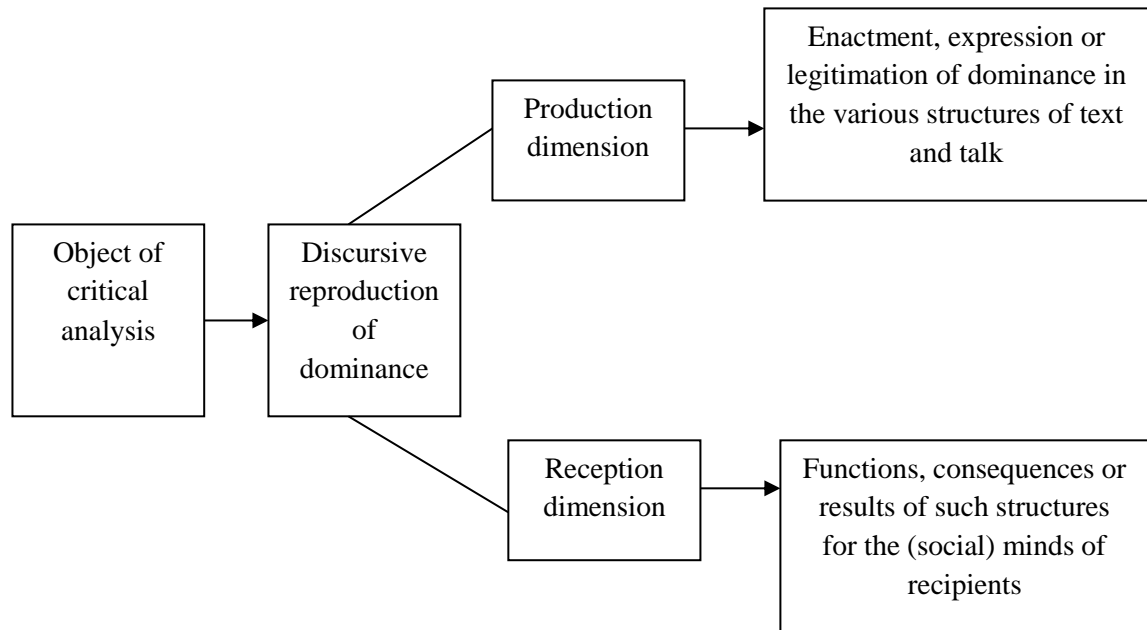 Object of
critical
analysis
Discursive
reproduction
of
dominance
Production
dimension
Enactment, expression or
legitimation of dominance in
the various structures of text
and talk
Reception
dimension
Functions, consequences or
results of such structures
for the (social) minds of
recipients